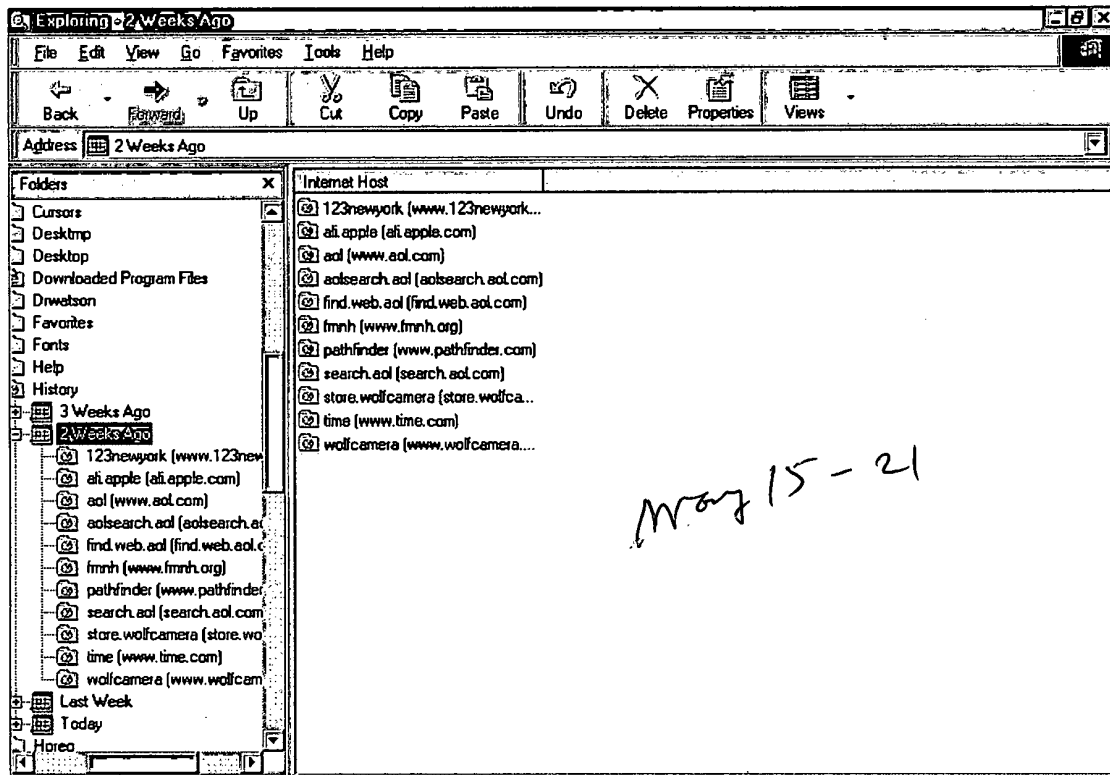 Exploring - 2 Weeks Ago
File Edit View Go Favorites Tools Help
Back Forward Up Cut Copy Paste Undo Delete Properties Views
Address 2 Weeks Ago
Folders
Cursors
Desktmp
Desktop
Downloaded Program Files
Drwatson
Favorites
Fonts
Help
History
3 Weeks Ago
2 Weeks Ago
123newyork (www.123new
ali.apple (ali.apple.com)
aol (www.aol.com)
aolsearch.aol (aolsearch.ao
find.web.aol (find.web.aol.c
fmnh (www.fmnh.org)
pathfinder (www.pathfinder
search.aol (search.aol.com
store.wolfcamera (store.wo
time (www.time.com)
wolfcamera (www.wolfcam
Last Week
Today
Horea
Internet Host
123newyork (www.123newyork...
ali.apple (ali.apple.com)
aol (www.aol.com)
aolsearch.aol (aolsearch.aol.com)
find.web.aol (find.web.aol.com)
fmnh (www.fmnh.org)
pathfinder (www.pathfinder.com)
search.aol (search.aol.com)
store.wolfcamera (store.wolfca...
time (www.time.com)
wolfcamera (www.wolfcamera....
May 15 - 21